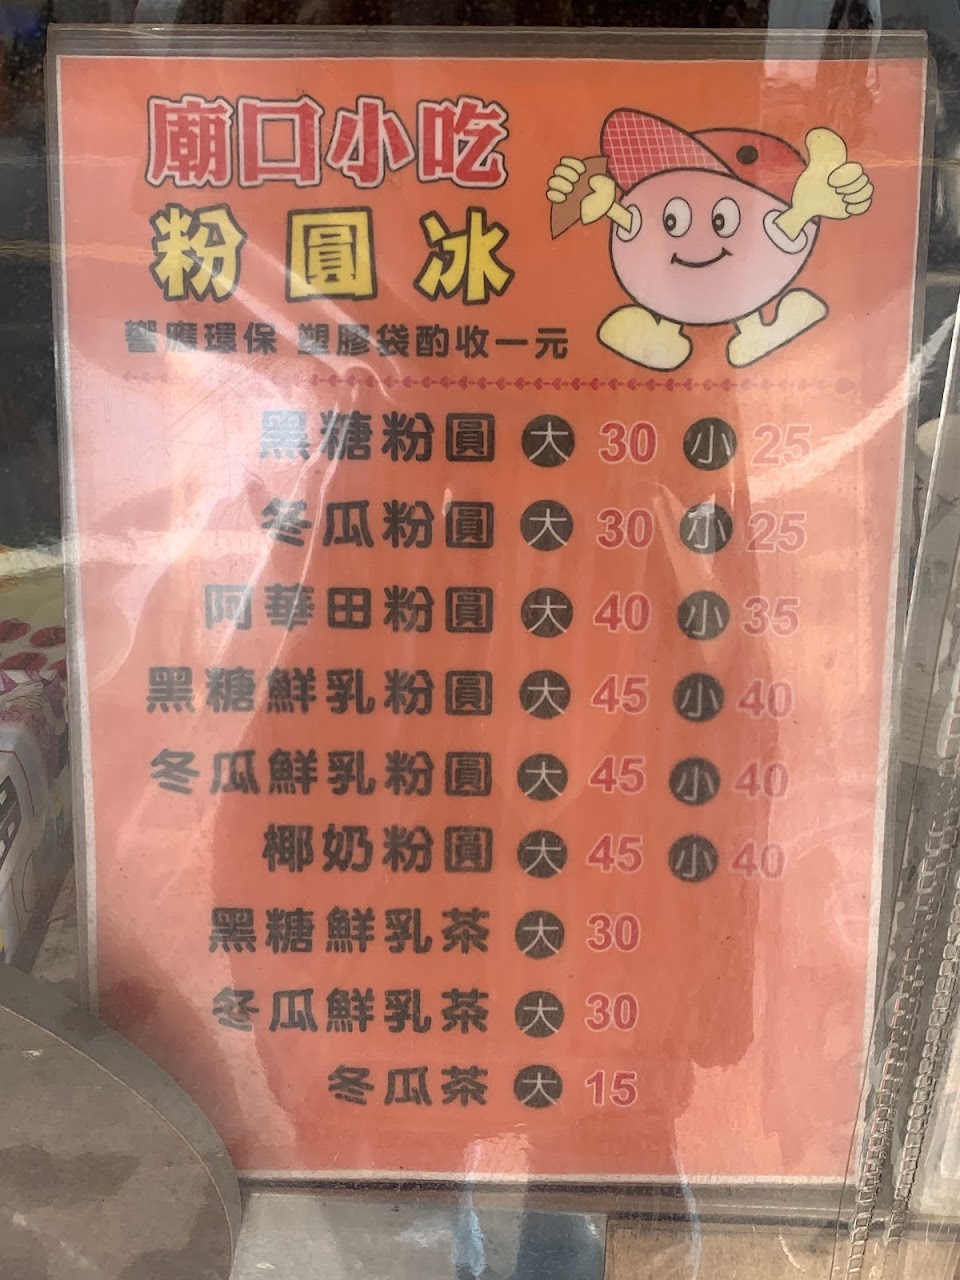 廟口小吃
粉圓冰
響應環保 塑膠袋酌收一元
黑糖粉圓 大 30 小 25
冬瓜粉圓 大 30 小 25
阿華田粉圓 大 40 小 35
黑糖鮮乳粉圓 大 45 小 40
冬瓜鮮乳粉圓 大 45 小 40
椰奶粉圓 大 45 小 40
黑糖鮮乳茶 大 30
冬瓜鮮乳茶 大 30
冬瓜茶 大 15